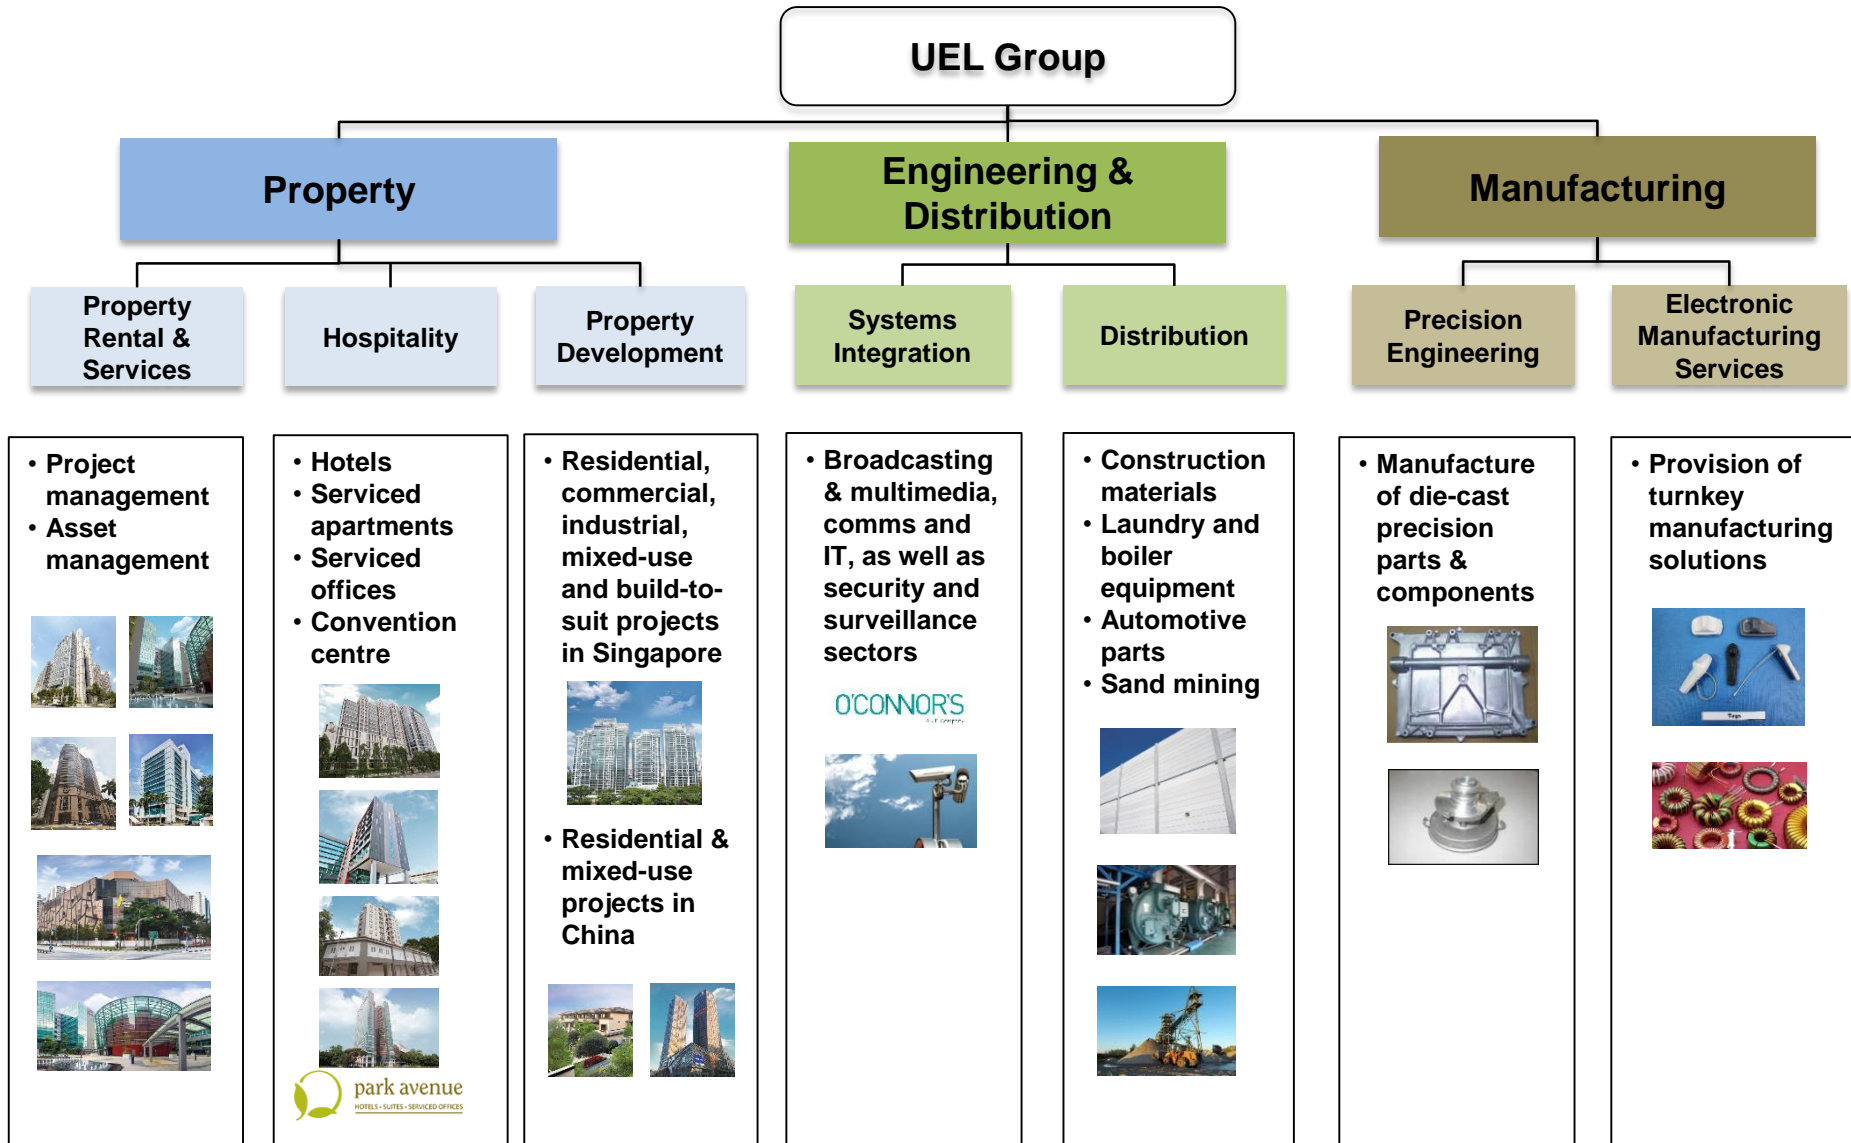 UEL Group
Property
Engineering &
Distribution
Manufacturing
Property
Rental &
Services
Hospitality
Property
Development
Systems
Integration
Distribution
Precision
Engineering
Electronic
Manufacturing
Services
• Project
management
• Asset
management
• Hotels
• Serviced
apartments
• Serviced
offices
• Convention
centre
park avenue
HOTELS • SUITES • SERVICED OFFICES
• Residential,
commercial,
industrial,
mixed-use
and build-to-
suit projects
in Singapore
• Residential &
mixed-use
projects in
China
• Broadcasting
& multimedia,
comms and
IT, as well as
security and
surveillance
sectors
O'CONNOR'S
• Construction
materials
• Laundry and
boiler
equipment
• Automotive
parts
• Sand mining
• Manufacture
of die-cast
precision
parts &
components
• Provision of
turnkey
manufacturing
solutions
Tags